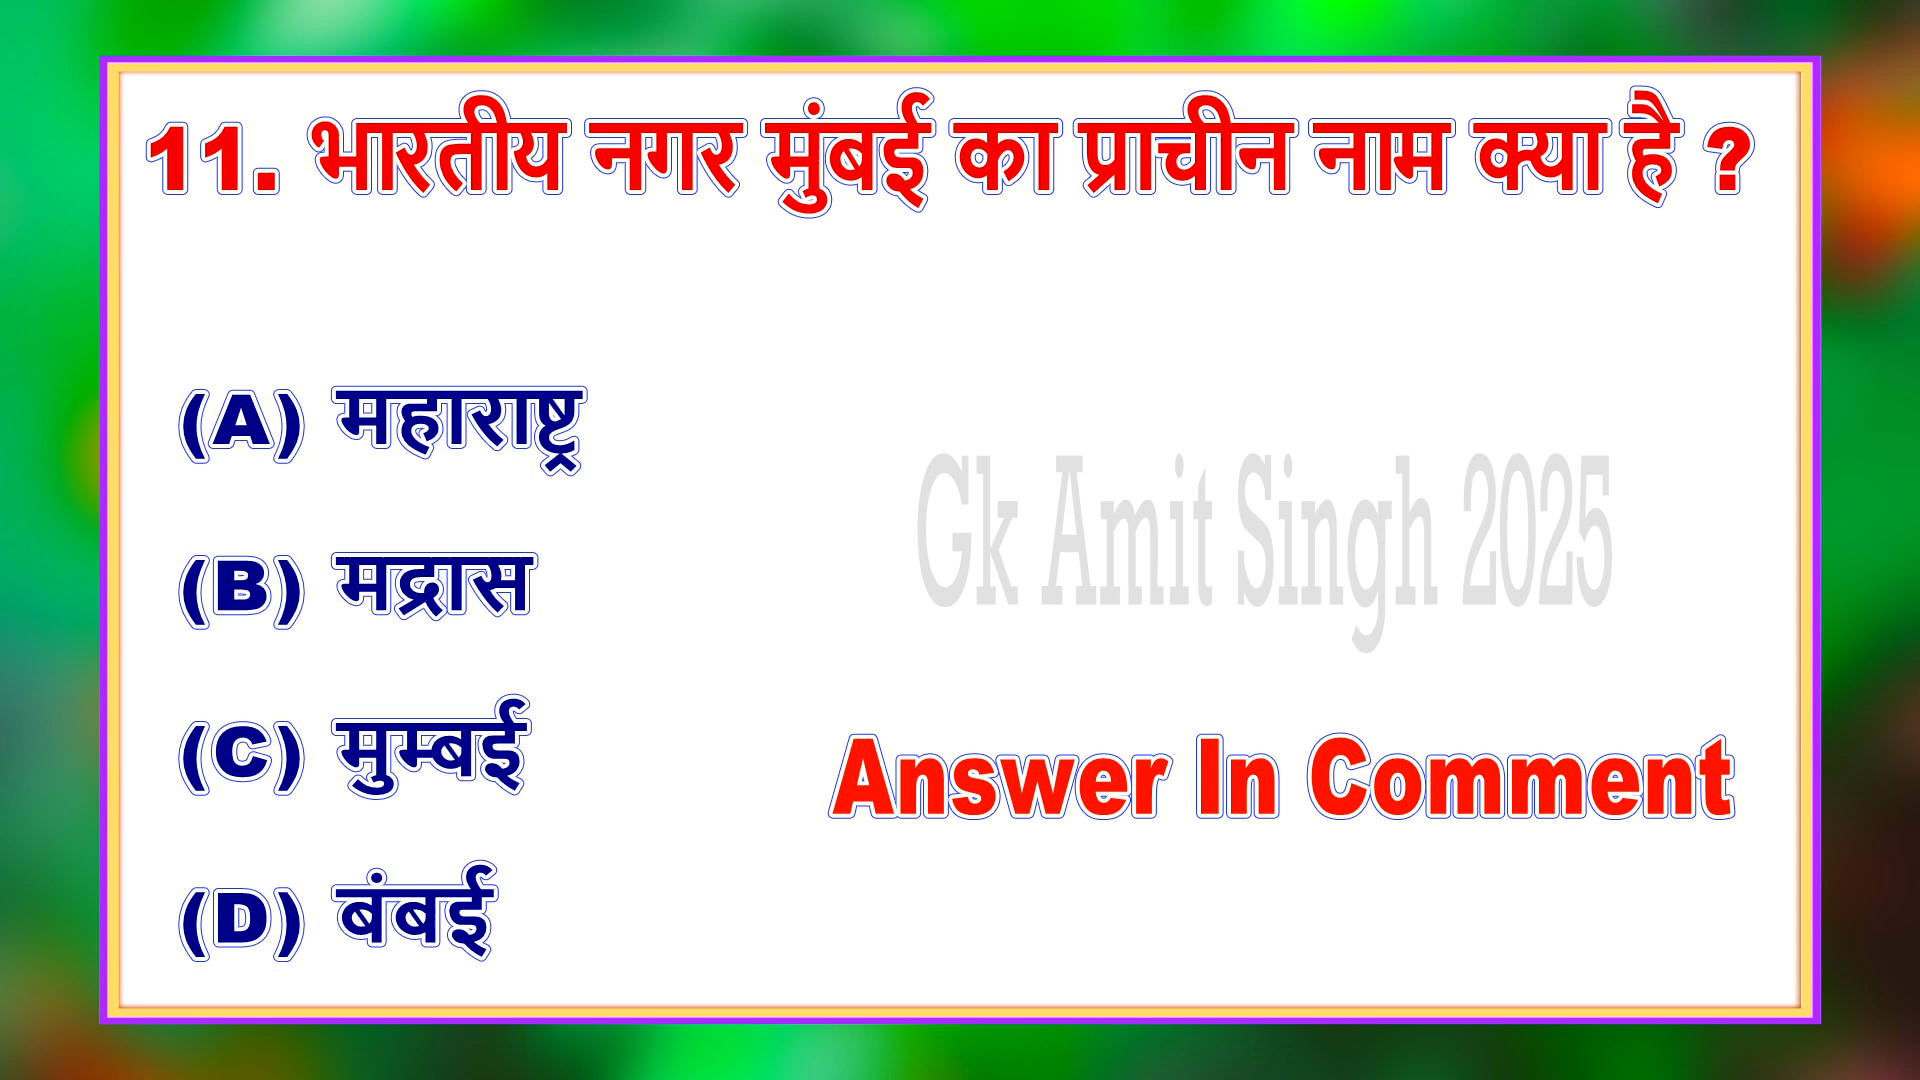 11. भारतीय नगर मुंबई का प्राचीन नाम क्या है ?
(A) महाराष्ट्र
(B) मद्रास
(C) मुम्बई
(D) बंबई
Gk Amit Singh 2025
Answer In Comment